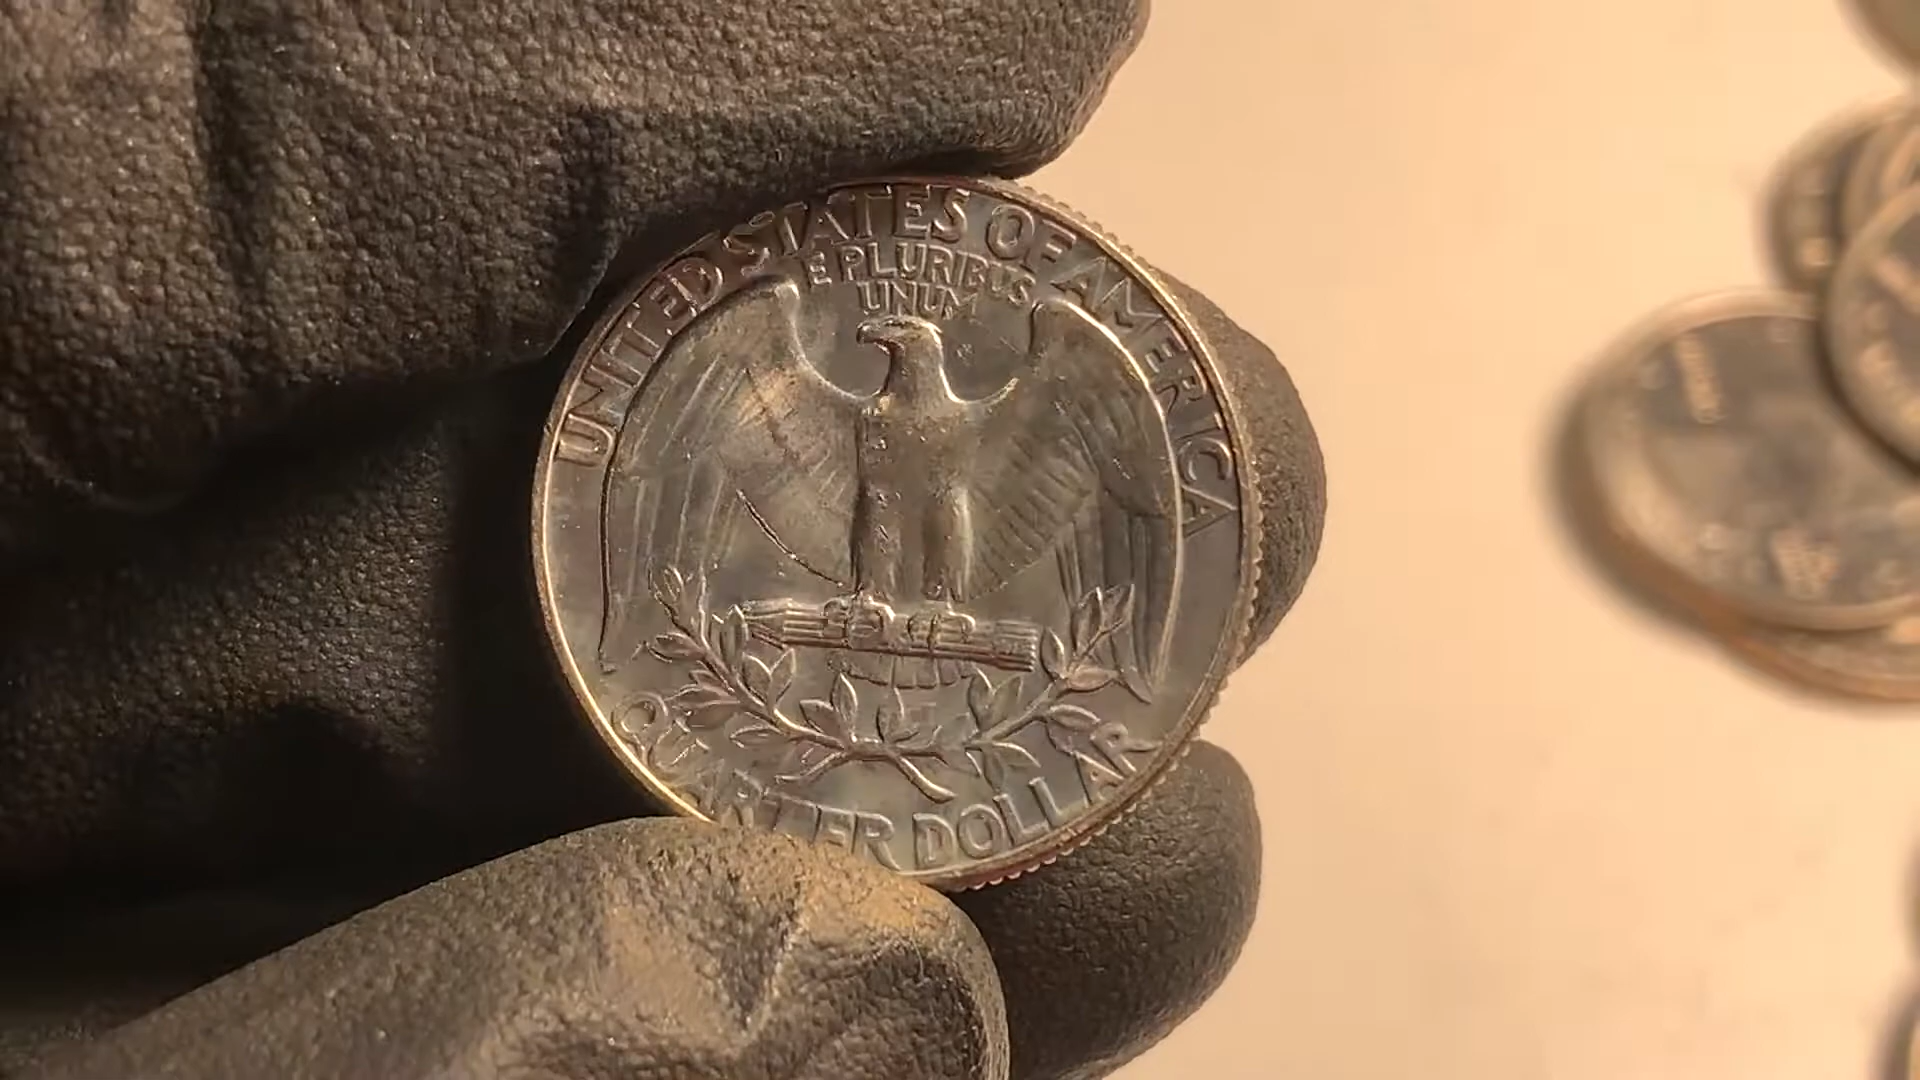 UNITED STATES OF AMERICA
E PLURIBUS
UNUM
QUARTER DOLLAR